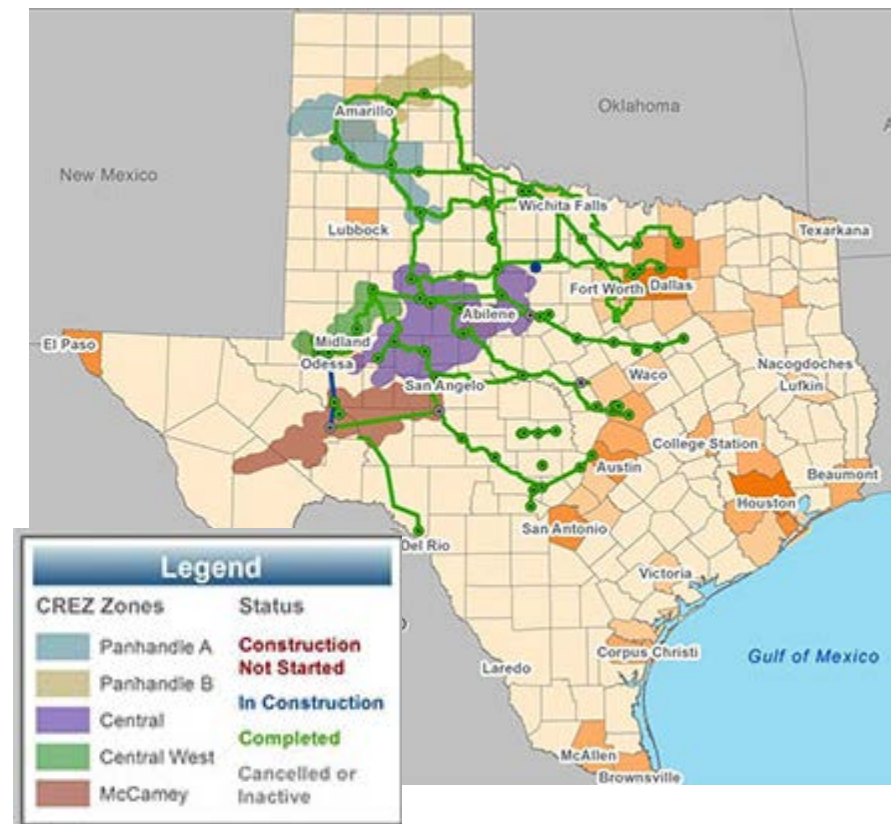 Oklahoma
Amarillo
New Mexico
Wichita Falls
Lubbock
Texarkana
Fort Worth
Dallas
Abilene
El Paso
Midland
Odessa
Nacogdoches
Waco
Lufkin
San Angelo
College Station
Beaumont
Austin
Houston
San Antonio
Del Rio
Victoria
Corpus Christi
Gulf of Mexico
Laredo
McAllen
Brownsville
Legend
CREZ Zones
Status
Panhandle A
Construction
Not Started
Panhandle B
In Construction
Central
Completed
Central West
Cancelled or
Inactive
McCamey